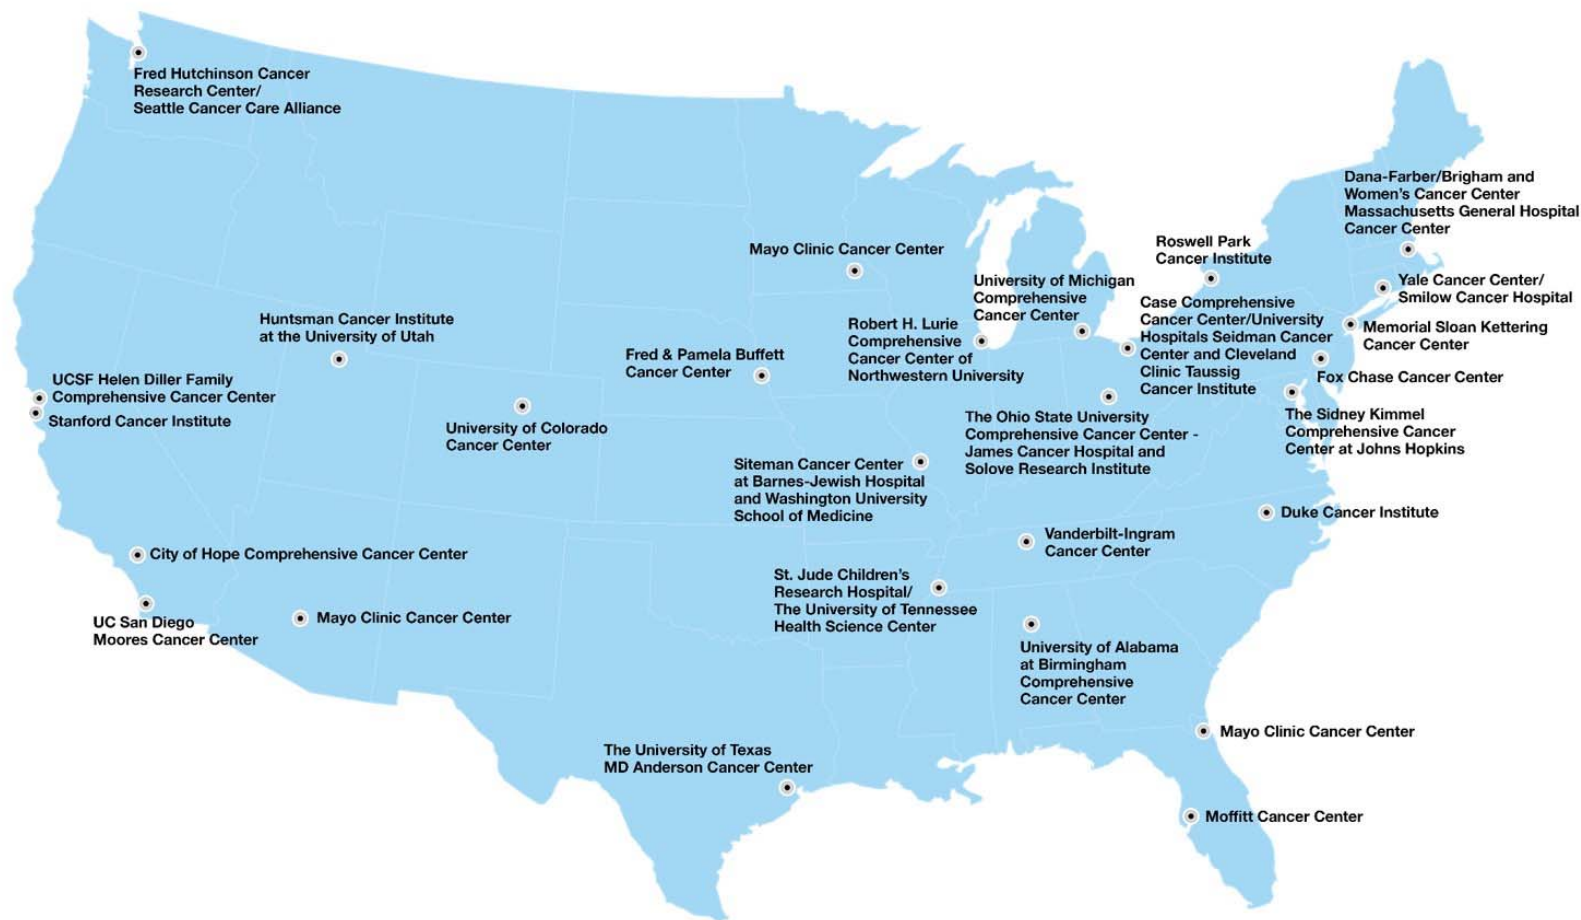 Fred Hutchinson Cancer
Research Center/
Seattle Cancer Care Alliance
Dana-Farber/Brigham and
Women's Cancer Center
Massachusetts General Hospital
Cancer Center
Mayo Clinic Cancer Center
Roswell Park
Cancer Institute
University of Michigan
Comprehensive
Cancer Center
Yale Cancer Center/
Smilow Cancer Hospital
Case Comprehensive
Cancer Center/University
Hospitals Seidman Cancer
Center and Cleveland
Clinic Taussig
Cancer Institute
Huntsman Cancer Institute
at the University of Utah
Robert H. Lurie
Comprehensive
Cancer Center of
Northwestern University
Memorial Sloan Kettering
Cancer Center
Fred & Pamela Buffett
Cancer Center
Fox Chase Cancer Center
UCSF Helen Diller Family
Comprehensive Cancer Center
Stanford Cancer Institute
University of Colorado
Cancer Center
The Ohio State University
Comprehensive Cancer Center -
James Cancer Hospital and
Solove Research Institute
The Sidney Kimmel
Comprehensive Cancer
Center at Johns Hopkins
Siteman Cancer Center
at Barnes-Jewish Hospital
and Washington University
School of Medicine
Duke Cancer Institute
Vanderbilt-Ingram
Cancer Center
City of Hope Comprehensive Cancer Center
St. Jude Children's
Research Hospital/
The University of Tennessee
Health Science Center
UC San Diego
Moores Cancer Center
Mayo Clinic Cancer Center
University of Alabama
at Birmingham
Comprehensive
Cancer Center
Mayo Clinic Cancer Center
The University of Texas
MD Anderson Cancer Center
Moffitt Cancer Center